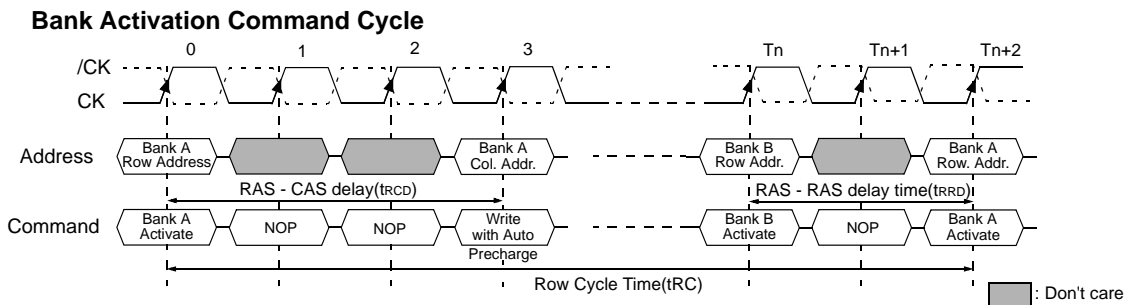 Bank Activation Command Cycle
0 1 2 3 Tn Tn+1 Tn+2
/CK
CK
Address
Bank A
Row Address
Bank A
Col. Addr.
Bank B
Row Addr.
Bank A
Row. Addr.
RAS - CAS delay(tRCD)
RAS - RAS delay time(tRRD)
Command
Bank A
Activate
NOP
NOP
Write
with Auto
Precharge
Bank B
Activate
NOP
Bank A
Activate
Row Cycle Time(tRC)
: Don't care